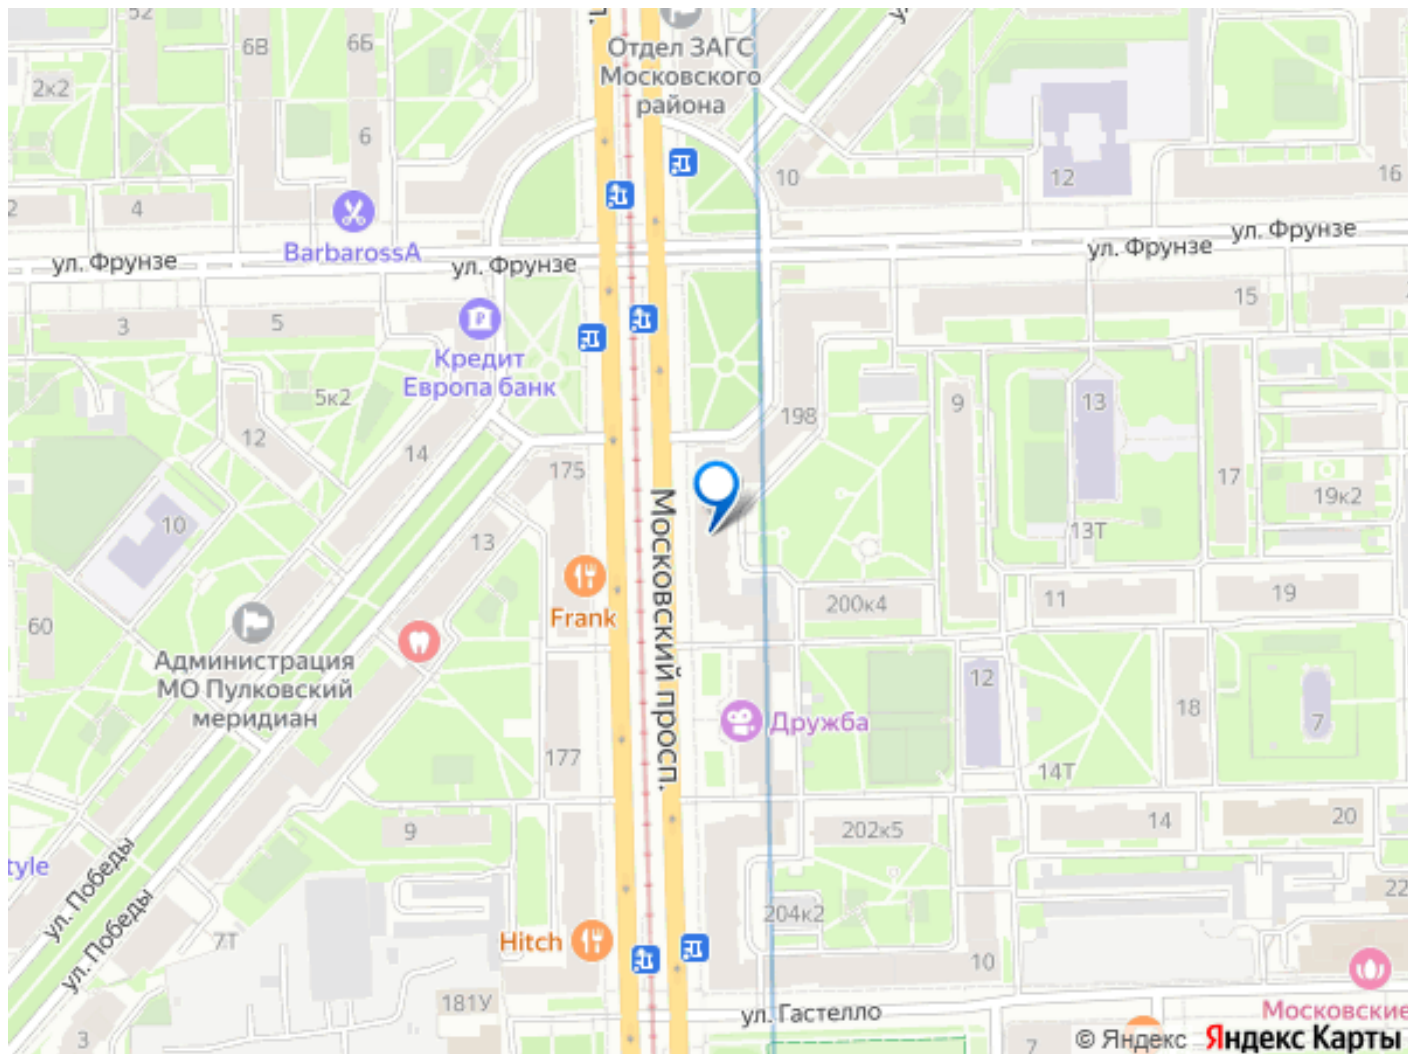 52
6В
6Б
Отдел ЗАГС
Московского
района
2к2
6
10
12
16
2
4
BarbarossA
ул. Фрунзе
ул. Фрунзе
ул. Фрунзе
ул. Фрунзе
15
3
5
Кредит
Европа банк
5к2
198
9
13
12
14
175
17
19к2
10
13
13Т
Московский просп.
Frank
200к4
11
19
60
Администрация
МО Пулковский
меридиан
12
18
7
Дружба
177
14Т
9
202к5
14
20
tyle
ул. Победы
ул. Победы
22
204к2
7Т
Hitch
10
181У
ул. Гастелло
Московские
3
7
© Яндекс Яндекс Карты